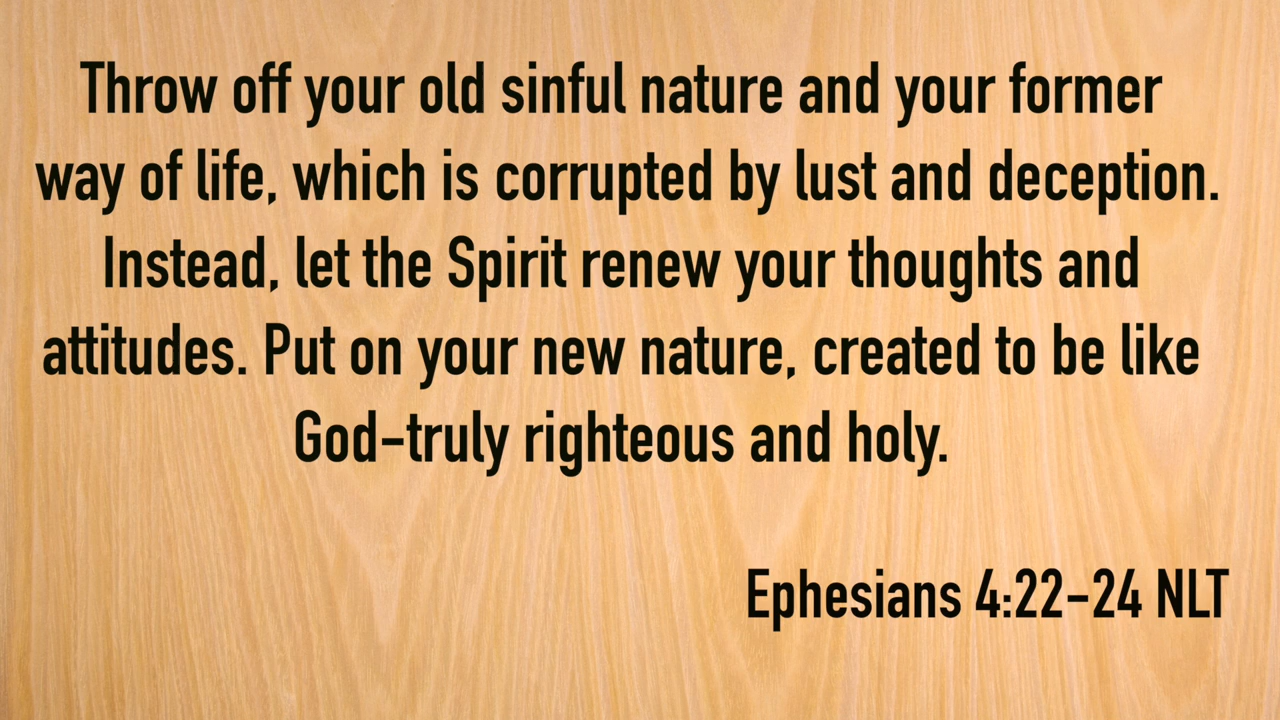 Throw off your old sinful nature and your former
way of life, which is corrupted by lust and deception.
Instead, let the Spirit renew your thoughts and
attitudes. Put on your new nature, created to be like
God–truly righteous and holy.
Ephesians 4:22–24 NLT